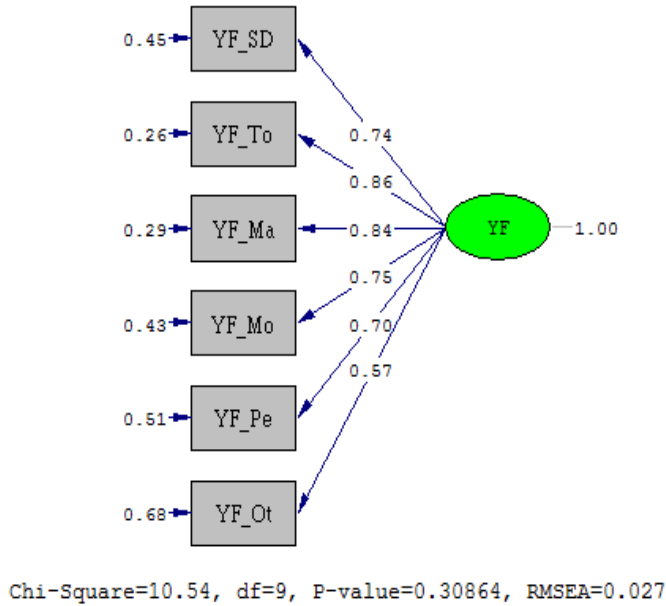 0.45 YF_SD
0.74
0.26 YF_To
0.86
0.29 YF_Ma 0.84 YF 1.00
0.75
0.43 YF_Mo 0.70
0.57
0.51 YF_Pe
0.68 YF_Ot
Chi-Square=10.54, df=9, P-value=0.30864, RMSEA=0.027